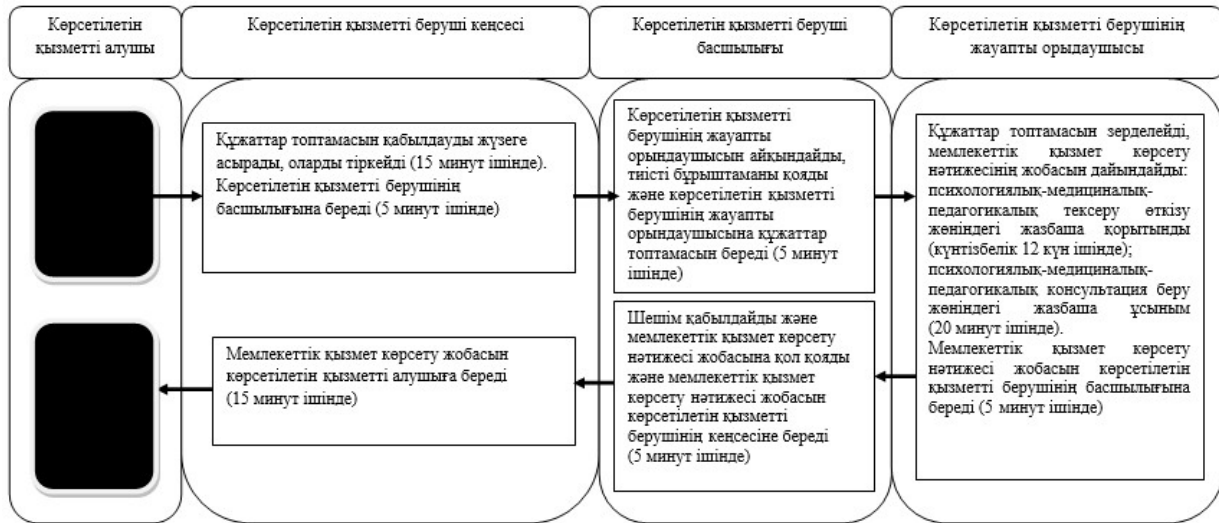 Көрсетілетін
қызметті алушы
Көрсетілетін қызметті беруші кеңсесі
Көрсетілетін қызметті беруші
басшылығы
Көрсетілетін қызметті берушінің
жауапты орыдаушысы
Құжаттар топтамасын қабылдауды жүзеге
асырады, оларды тіркейді (15 минут ішінде).
Көрсетілетін қызметті берушінің
басшылығына береді (5 минут ішінде)
Көрсетілетін қызметті
берушінің жауапты
орындаушысын айқындайды,
тиісті бұрыштаманы қояды
және көрсетілетін қызметті
берушінің жауапты
орындаушысына құжаттар
топтамасын береді (5 минут
ішінде)
Құжаттар топтамасын зерделейді,
мемлекеттік қызмет көрсету
нәтижесінің жобасын дайындайды:
психологиялық-медициналық-
педагогикалық тексеру өткізу
жөніндегі жазбаша қорытынды
(күнтізбелік 12 күн ішінде);
психологиялық-медициналық-
педагогикалық консультация беру
жөніндегі жазбаша ұсыным
(20 минут ішінде).
Мемлекеттік қызмет көрсету
нәтижесі жобасын көрсетілетін
қызметті берушінің басшылығына
береді (5 минут ішінде)
Шешім қабылдайды және
мемлекеттік қызмет көрсету
нәтижесі жобасына қол қояды
және мемлекеттік қызмет
көрсету нәтижесі жобасын
көрсетілетін қызметті
берушінің кеңсесіне береді
(5 минут ішінде)
Мемлекеттік қызмет көрсету жобасын
көрсетілетін қызметті алушыға береді
(15 минут ішінде)